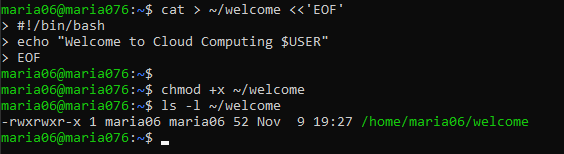 maria06@maria076:~$ cat > ~/welcome <<'EOF'
> #!/bin/bash
> echo "Welcome to Cloud Computing $USER"
> EOF
maria06@maria076:~$
maria06@maria076:~$ chmod +x ~/welcome
maria06@maria076:~$ ls -l ~/welcome
-rwxrwxr-x 1 maria06 maria06 52 Nov  9 19:27 /home/maria06/welcome
maria06@maria076:~$